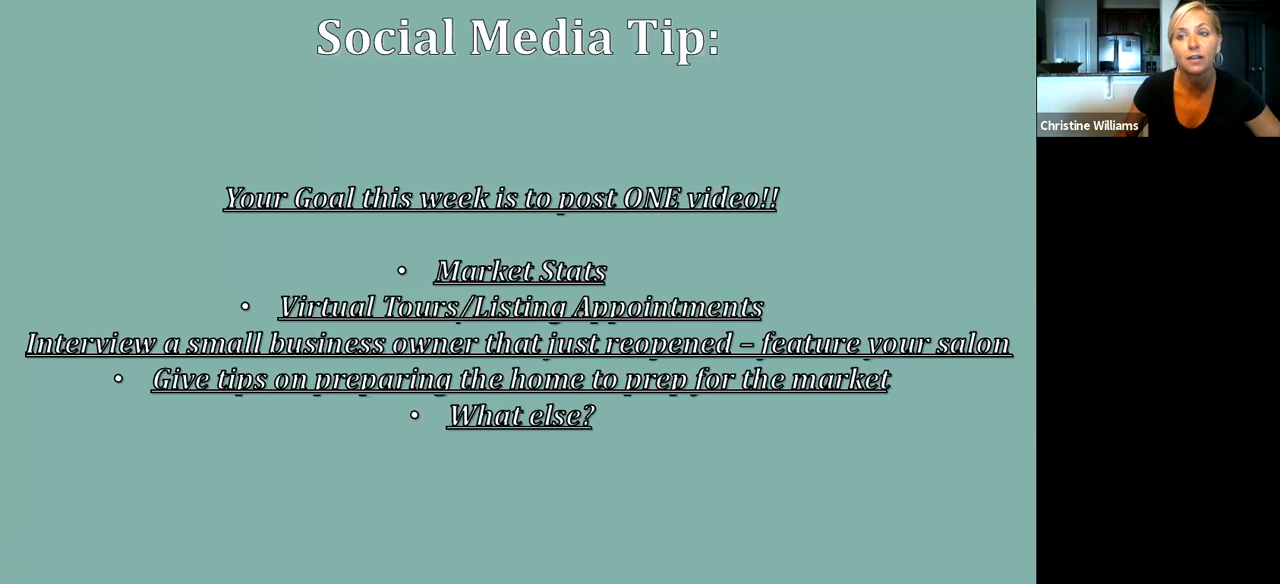 Social Media Tip:
Your Goal this week is to post ONE video!!
• Market Stats
• Virtual Tours/Listing Appointments
Interview a small business owner that just reopened – feature your salon
• Give tips on preparing the home to prep for the market
• What else?
Christine Williams